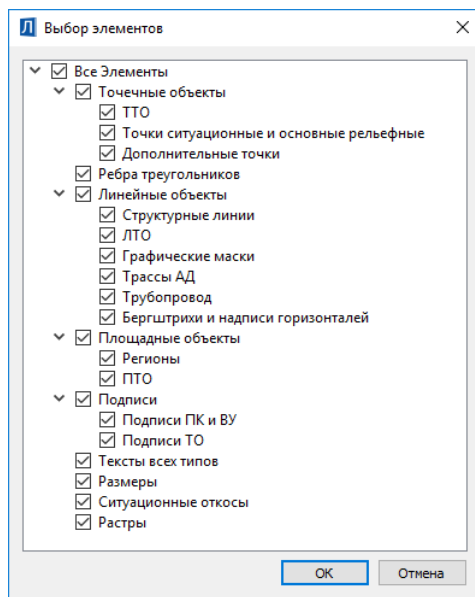 Л Выбор элементов
Все Элементы
Точечные объекты
ТТО
Точки ситуационные и основные рельефные
Дополнительные точки
Ребра треугольников
Линейные объекты
Структурные линии
ЛТО
Графические маски
Трассы АД
Трубопровод
Бергштрихи и надписи горизонталей
Площадные объекты
Регионы
ПТО
Подписи
Подписи ПК и ВУ
Подписи ТО
Тексты всех типов
Размеры
Ситуационные откосы
Растры
ОК Отмена